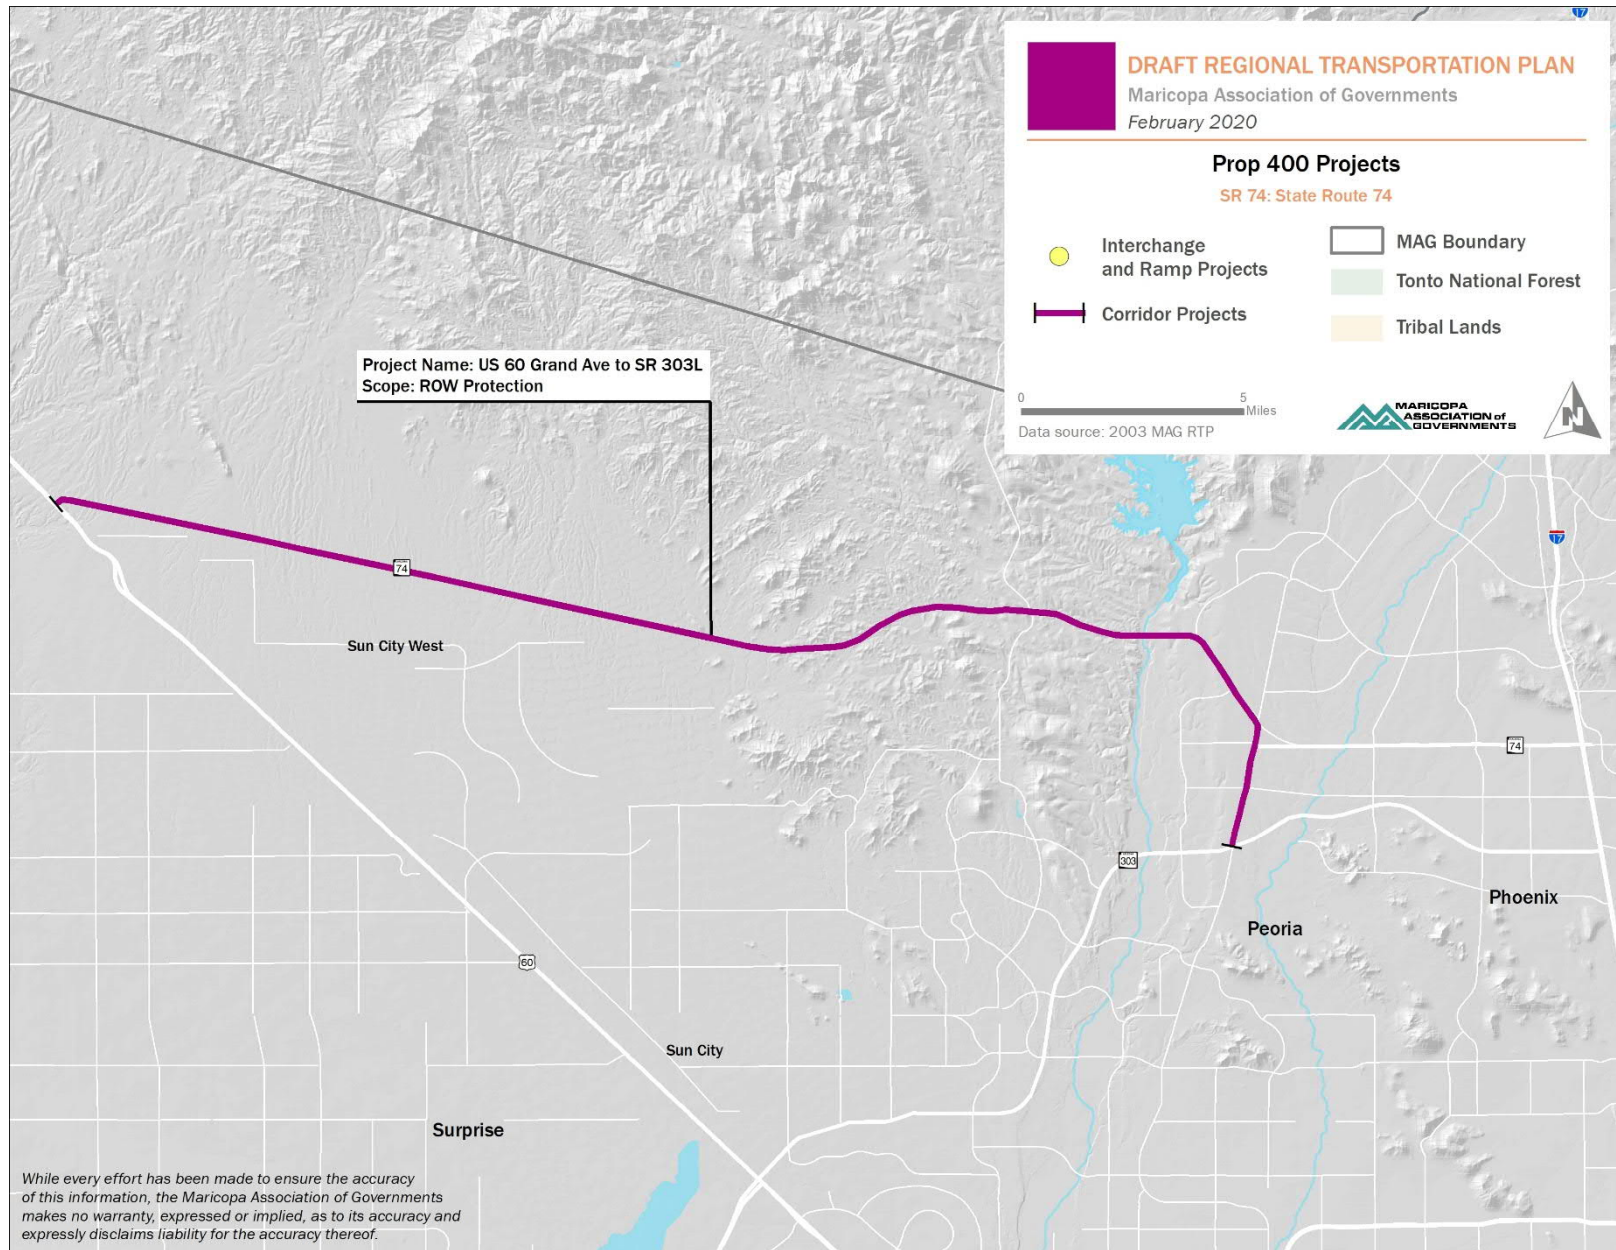 17
DRAFT REGIONAL TRANSPORTATION PLAN
Maricopa Association of Governments
February 2020
Prop 400 Projects
SR 74: State Route 74
Interchange
and Ramp Projects
Corridor Projects
MAG Boundary
Tonto National Forest
Tribal Lands
0 5
Miles
Data source: 2003 MAG RTP
MARICOPA
ASSOCIATION of
GOVERNMENTS
N
Project Name: US 60 Grand Ave to SR 303L
Scope: ROW Protection
17
74
Sun City West
74
303
Phoenix
Peoria
60
Sun City
Surprise
While every effort has been made to ensure the accuracy
of this information, the Maricopa Association of Governments
makes no warranty, expressed or implied, as to its accuracy and
expressly disclaims liability for the accuracy thereof.